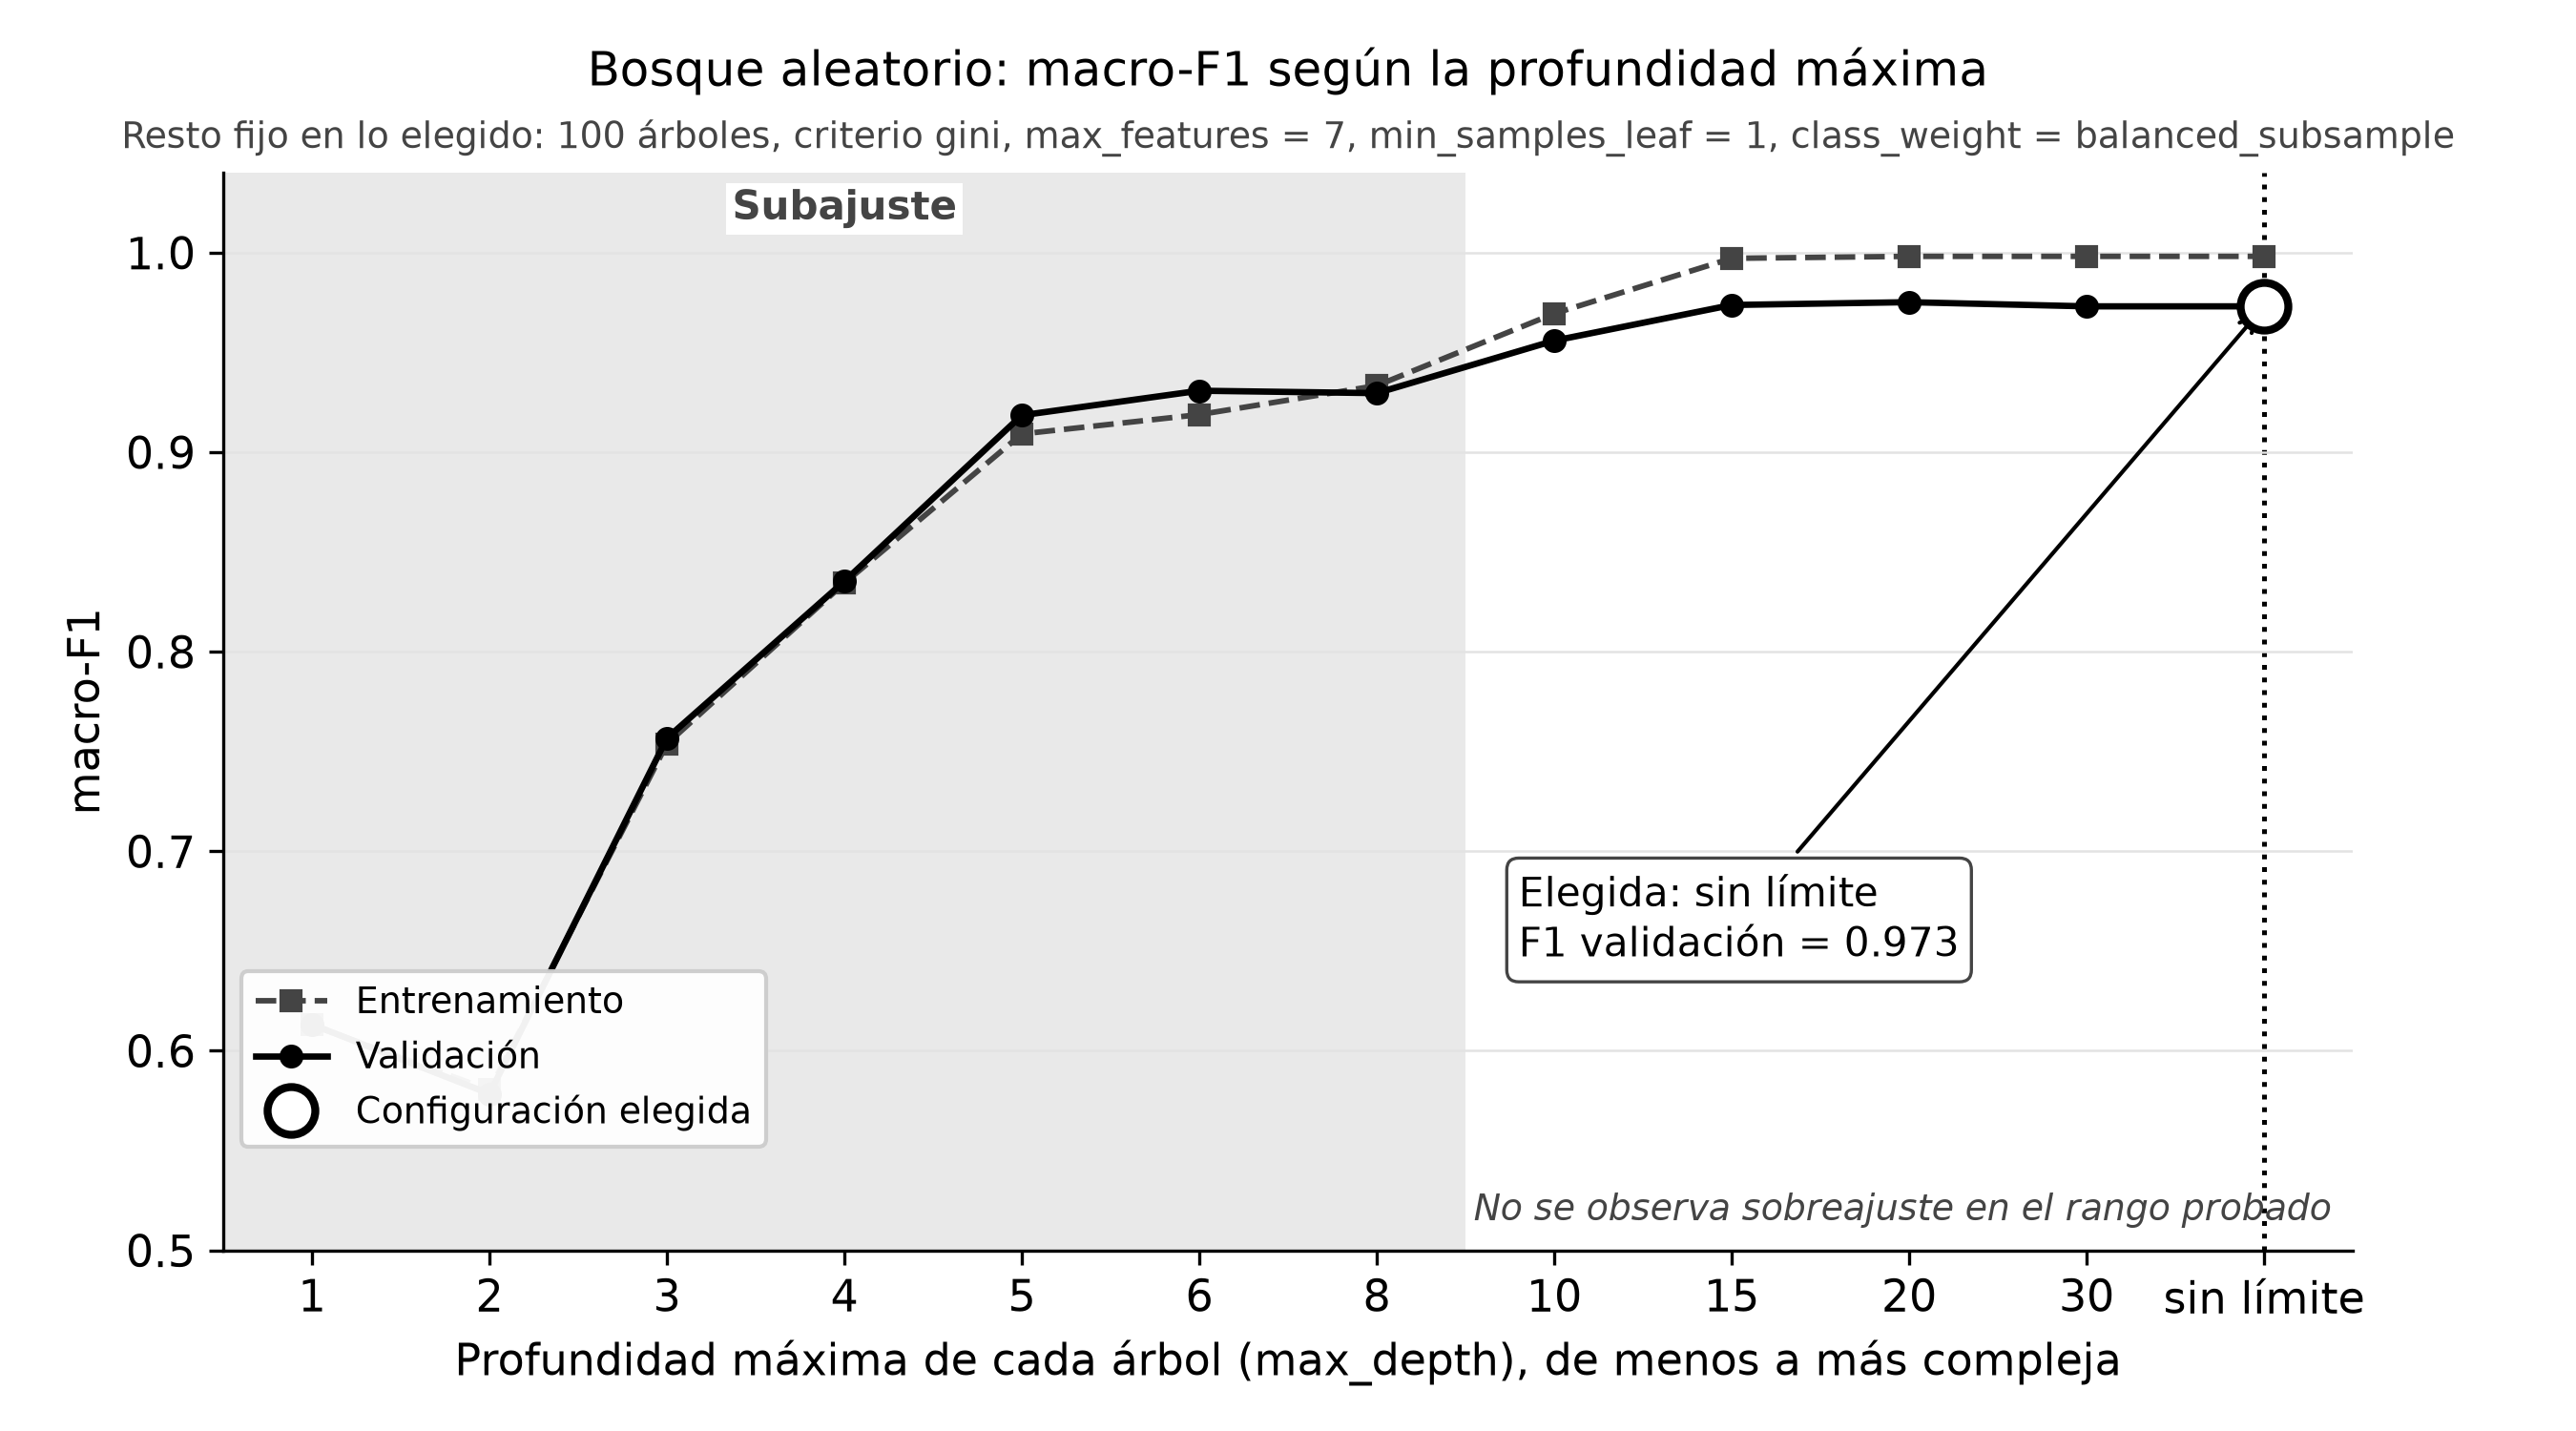 Bosque aleatorio: macro-F1 según la profundidad máxima
Resto fijo en lo elegido: 100 árboles, criterio gini, max_features = 7, min_samples_leaf = 1, class_weight = balanced_subsample
Subajuste
1.0
0.9
0.8
0.7
0.6
0.5
macro-F1
Elegida: sin límite
F1 validación = 0.973
Entrenamiento
Validación
Configuración elegida
No se observa sobreajuste en el rango probado
1 2 3 4 5 6 8 10 15 20 30 sin límite
Profundidad máxima de cada árbol (max_depth), de menos a más compleja